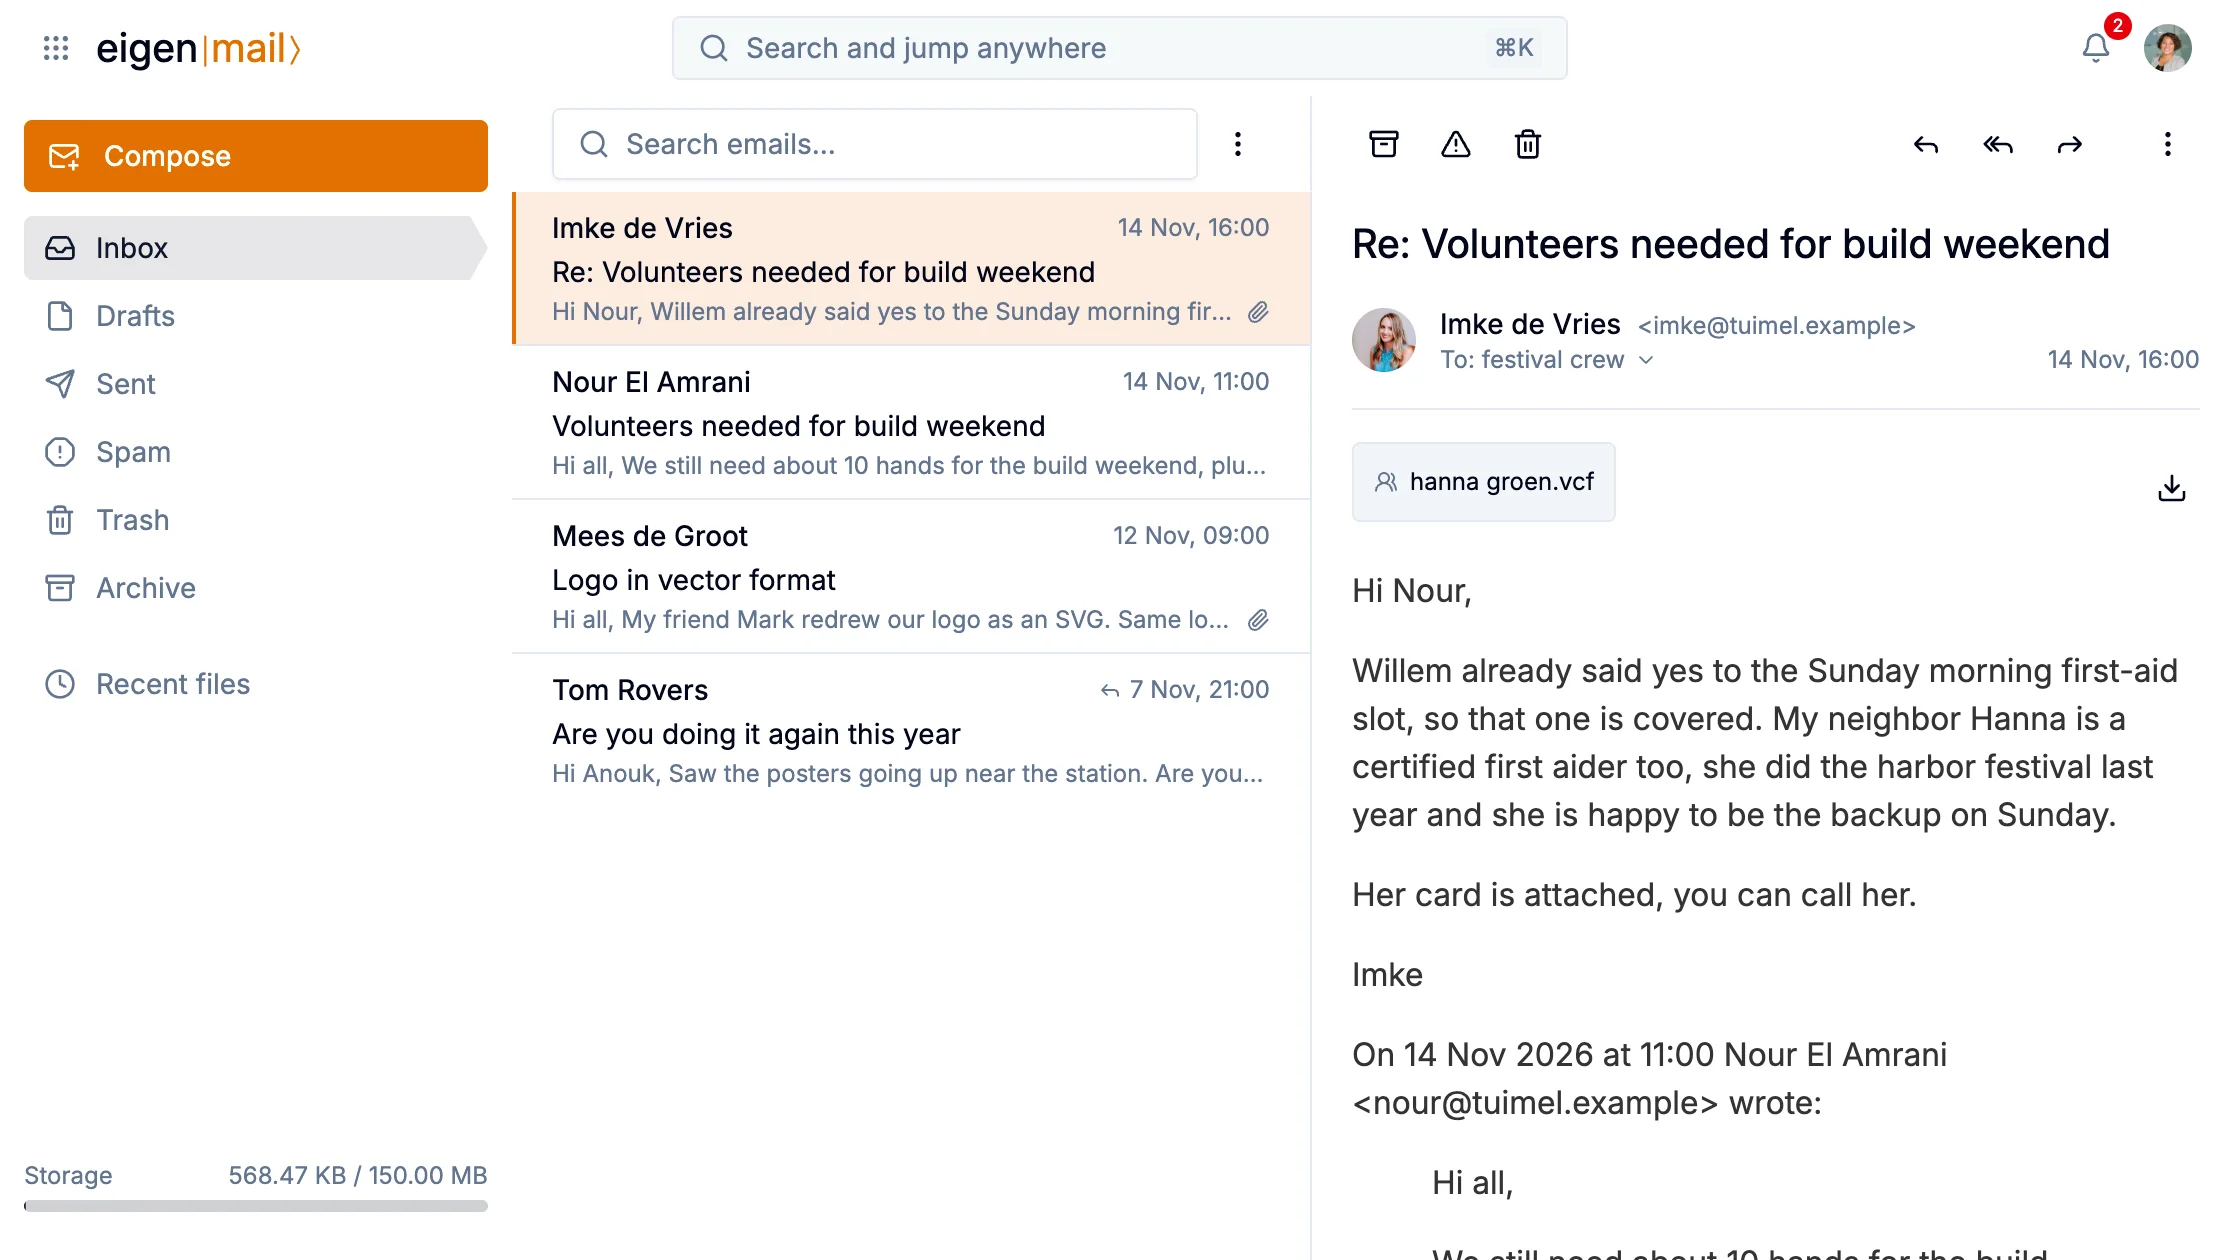 eigen|mail⟩
Search and jump anywhere ⌘K
2
Compose
Inbox
Drafts
Sent
Spam
Trash
Archive
Recent files
Storage 568.47 KB / 150.00 MB
Search emails...
Imke de Vries 14 Nov, 16:00
Re: Volunteers needed for build weekend
Hi Nour, Willem already said yes to the Sunday morning fir...
Nour El Amrani 14 Nov, 11:00
Volunteers needed for build weekend
Hi all, We still need about 10 hands for the build weekend, plu...
Mees de Groot 12 Nov, 09:00
Logo in vector format
Hi all, My friend Mark redrew our logo as an SVG. Same lo...
Tom Rovers 7 Nov, 21:00
Are you doing it again this year
Hi Anouk, Saw the posters going up near the station. Are you...
Re: Volunteers needed for build weekend
Imke de Vries <imke@tuimel.example>
To: festival crew 14 Nov, 16:00
hanna groen.vcf
Hi Nour,
Willem already said yes to the Sunday morning first-aid
slot, so that one is covered. My neighbor Hanna is a
certified first aider too, she did the harbor festival last
year and she is happy to be the backup on Sunday.
Her card is attached, you can call her.
Imke
On 14 Nov 2026 at 11:00 Nour El Amrani
<nour@tuimel.example> wrote:
Hi all,
We still need about 10 hands for the build